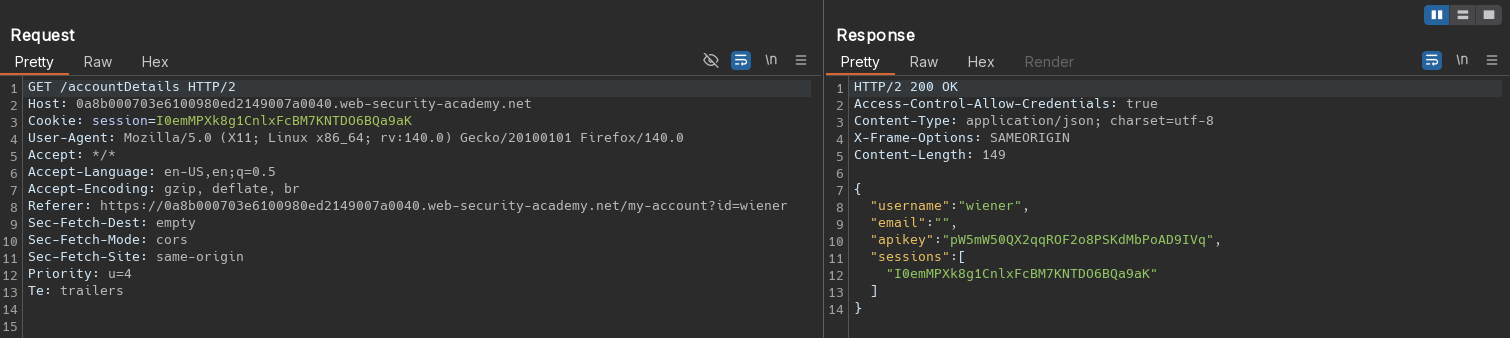 Request
Pretty Raw Hex \n
1 GET /accountDetails HTTP/2
2 Host: 0a8b000703e6100980ed2149007a0040.web-security-academy.net
3 Cookie: session=I0emMPXk8g1CnlxFcBM7KNTDO6BQa9aK
4 User-Agent: Mozilla/5.0 (X11; Linux x86_64; rv:140.0) Gecko/20100101 Firefox/140.0
5 Accept: */*
6 Accept-Language: en-US,en;q=0.5
7 Accept-Encoding: gzip, deflate, br
8 Referer: https://0a8b000703e6100980ed2149007a0040.web-security-academy.net/my-account?id=wiener
9 Sec-Fetch-Dest: empty
10 Sec-Fetch-Mode: cors
11 Sec-Fetch-Site: same-origin
12 Priority: u=4
13 Te: trailers
14
15
Response
Pretty Raw Hex Render \n
1 HTTP/2 200 OK
2 Access-Control-Allow-Credentials: true
3 Content-Type: application/json; charset=utf-8
4 X-Frame-Options: SAMEORIGIN
5 Content-Length: 149
6
7 {
8 "username":"wiener",
9 "email":"",
10 "apikey":"pW5mW50QX2qqROF2o8PSKdMbPoAD9IVq",
11 "sessions":[
12 "I0emMPXk8g1CnlxFcBM7KNTDO6BQa9aK"
13 ]
14 }